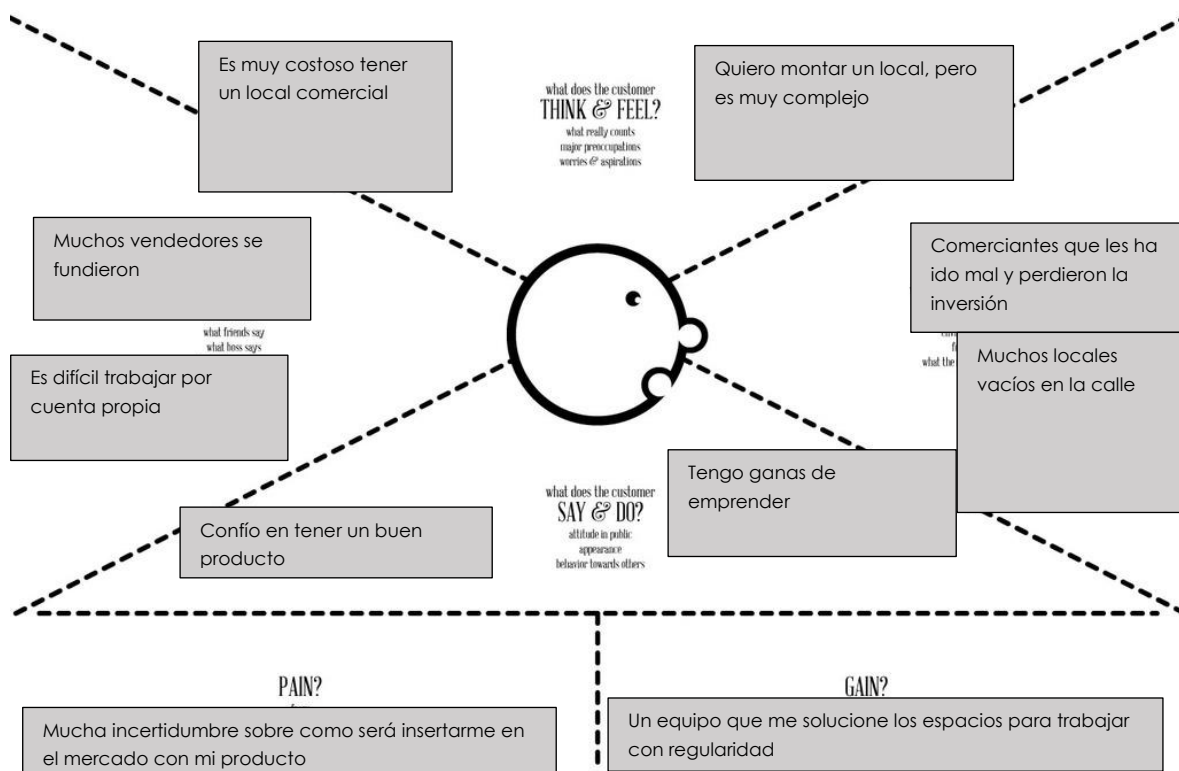 Es muy costoso tener
un local comercial
what does the customer
THINK & FEEL?
what really counts
major preoccupations
worries & aspirations
Quiero montar un local, pero
es muy complejo
Muchos vendedores se
fundieron
what friends say
what boss says
Es difícil trabajar por
cuenta propia
Comerciantes que les ha
ido mal y perdieron la
inversión
what the
Muchos locales
vacíos en la calle
Confío en tener un buen
producto
what does the customer
SAY & DO?
attitude in public
appearance
behavior towards others
Tengo ganas de
emprender
PAIN?
Mucha incertidumbre sobre como será insertarme en
el mercado con mi producto
GAIN?
Un equipo que me solucione los espacios para trabajar
con regularidad